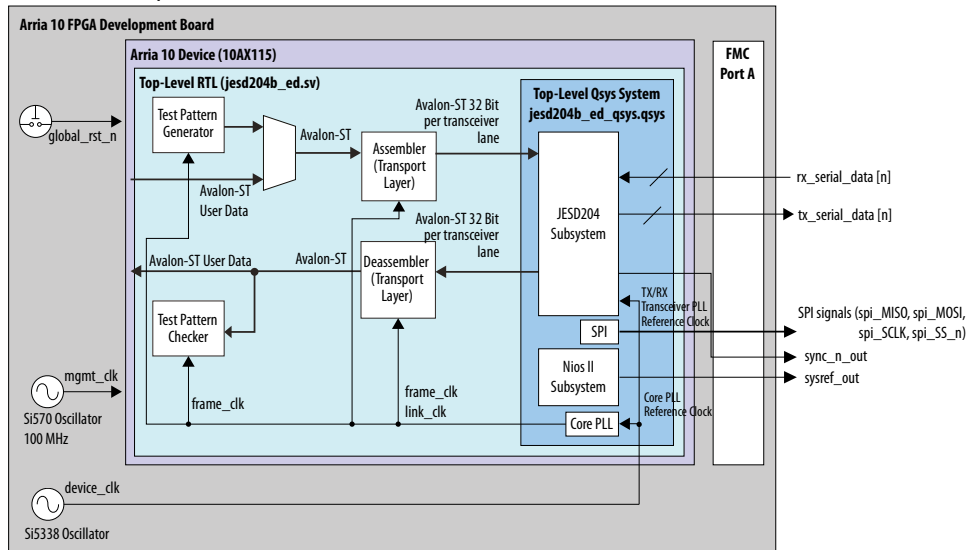 Arria 10 FPGA Development Board
Arria 10 Device (10AX115)
FMC
Port A
Top-Level RTL (jesd204b_ed.sv)
Top-Level Qsys System
jesd204b_ed_qsys.qsys
Test Pattern
Generator
Avalon-ST
Avalon-ST 32 Bit
per transceiver
lane
Assembler
(Transport
Layer)
global_rst_n
Avalon-ST
User Data
rx_serial_data [n]
tx_serial_data [n]
JESD204
Subsystem
Avalon-ST 32 Bit
per transceiver
lane
Avalon-ST User Data
Avalon-ST
Deassembler
(Transport
Layer)
Test Pattern
Checker
TX/RX
Transceiver PLL
Reference Clock
SPI
SPI signals (spi_MISO, spi_MOSI,
spi_SCLK, spi_SS_n)
sync_n_out
sysref_out
Nios II
Subsystem
mgmt_clk
Si570 Oscillator
100 MHz
frame_clk
frame_clk
link_clk
Core PLL
Reference Clock
Core PLL
device_clk
Si5338 Oscillator